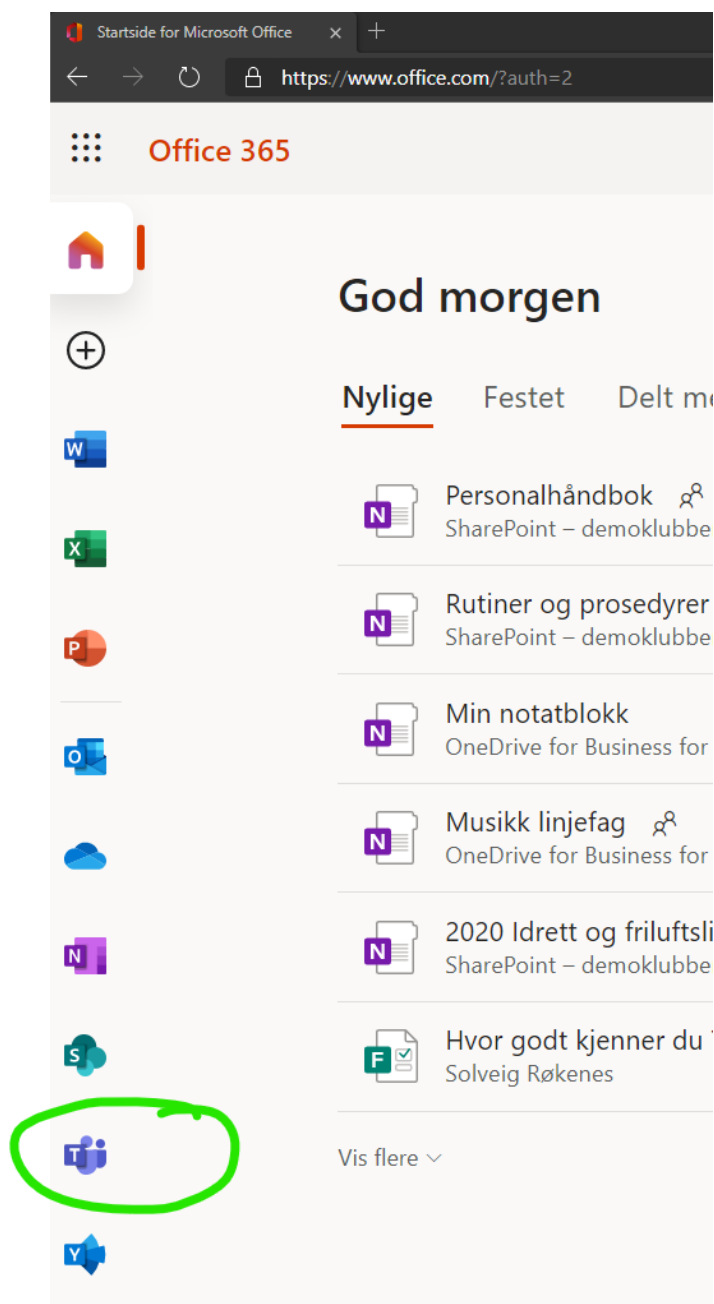 Startside for Microsoft Office
https://www.office.com/?auth=2
Office 365
God morgen
Nylige Festet Delt
W
X
P
O
N
S
T
Y
N Personalhåndbok
SharePoint – demoklubbe
N Rutiner og prosedyrer
SharePoint – demoklubbe
N Min notatblokk
OneDrive for Business for
N Musikk linjefag
OneDrive for Business for
N 2020 Idrett og friluftsli
SharePoint – demoklubbe
F Hvor godt kjenner du
Solveig Røkenes
Vis flere